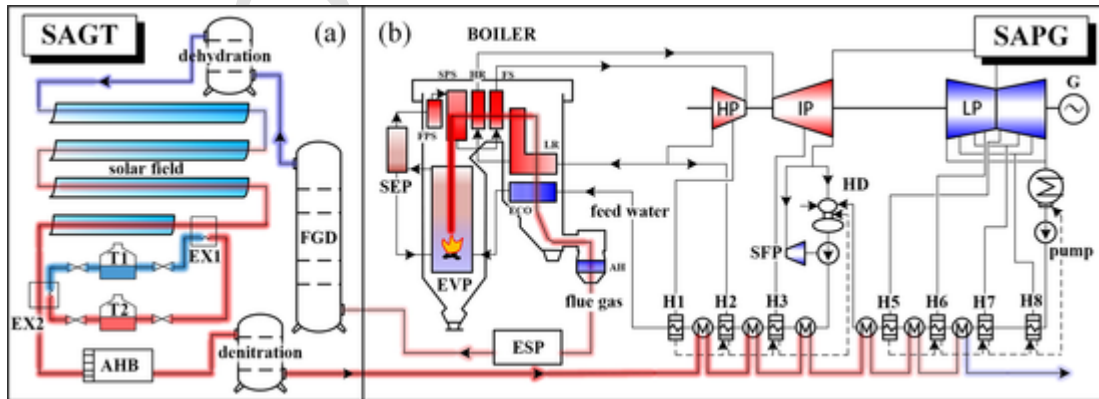 SAGT
(a)
dehydration
solar field
T1
EX1
T2
EX2
AHB
denitration
FGD
(b)
BOILER
SAPG
SPS
HR
FS
FPS
LR
SEP
ECO
EVP
AH
feed water
flue gas
ESP
HP
IP
LP
G
HD
SFP
pump
H1
H2
H3
H5
H6
H7
H8
M
M
M
M
M
M